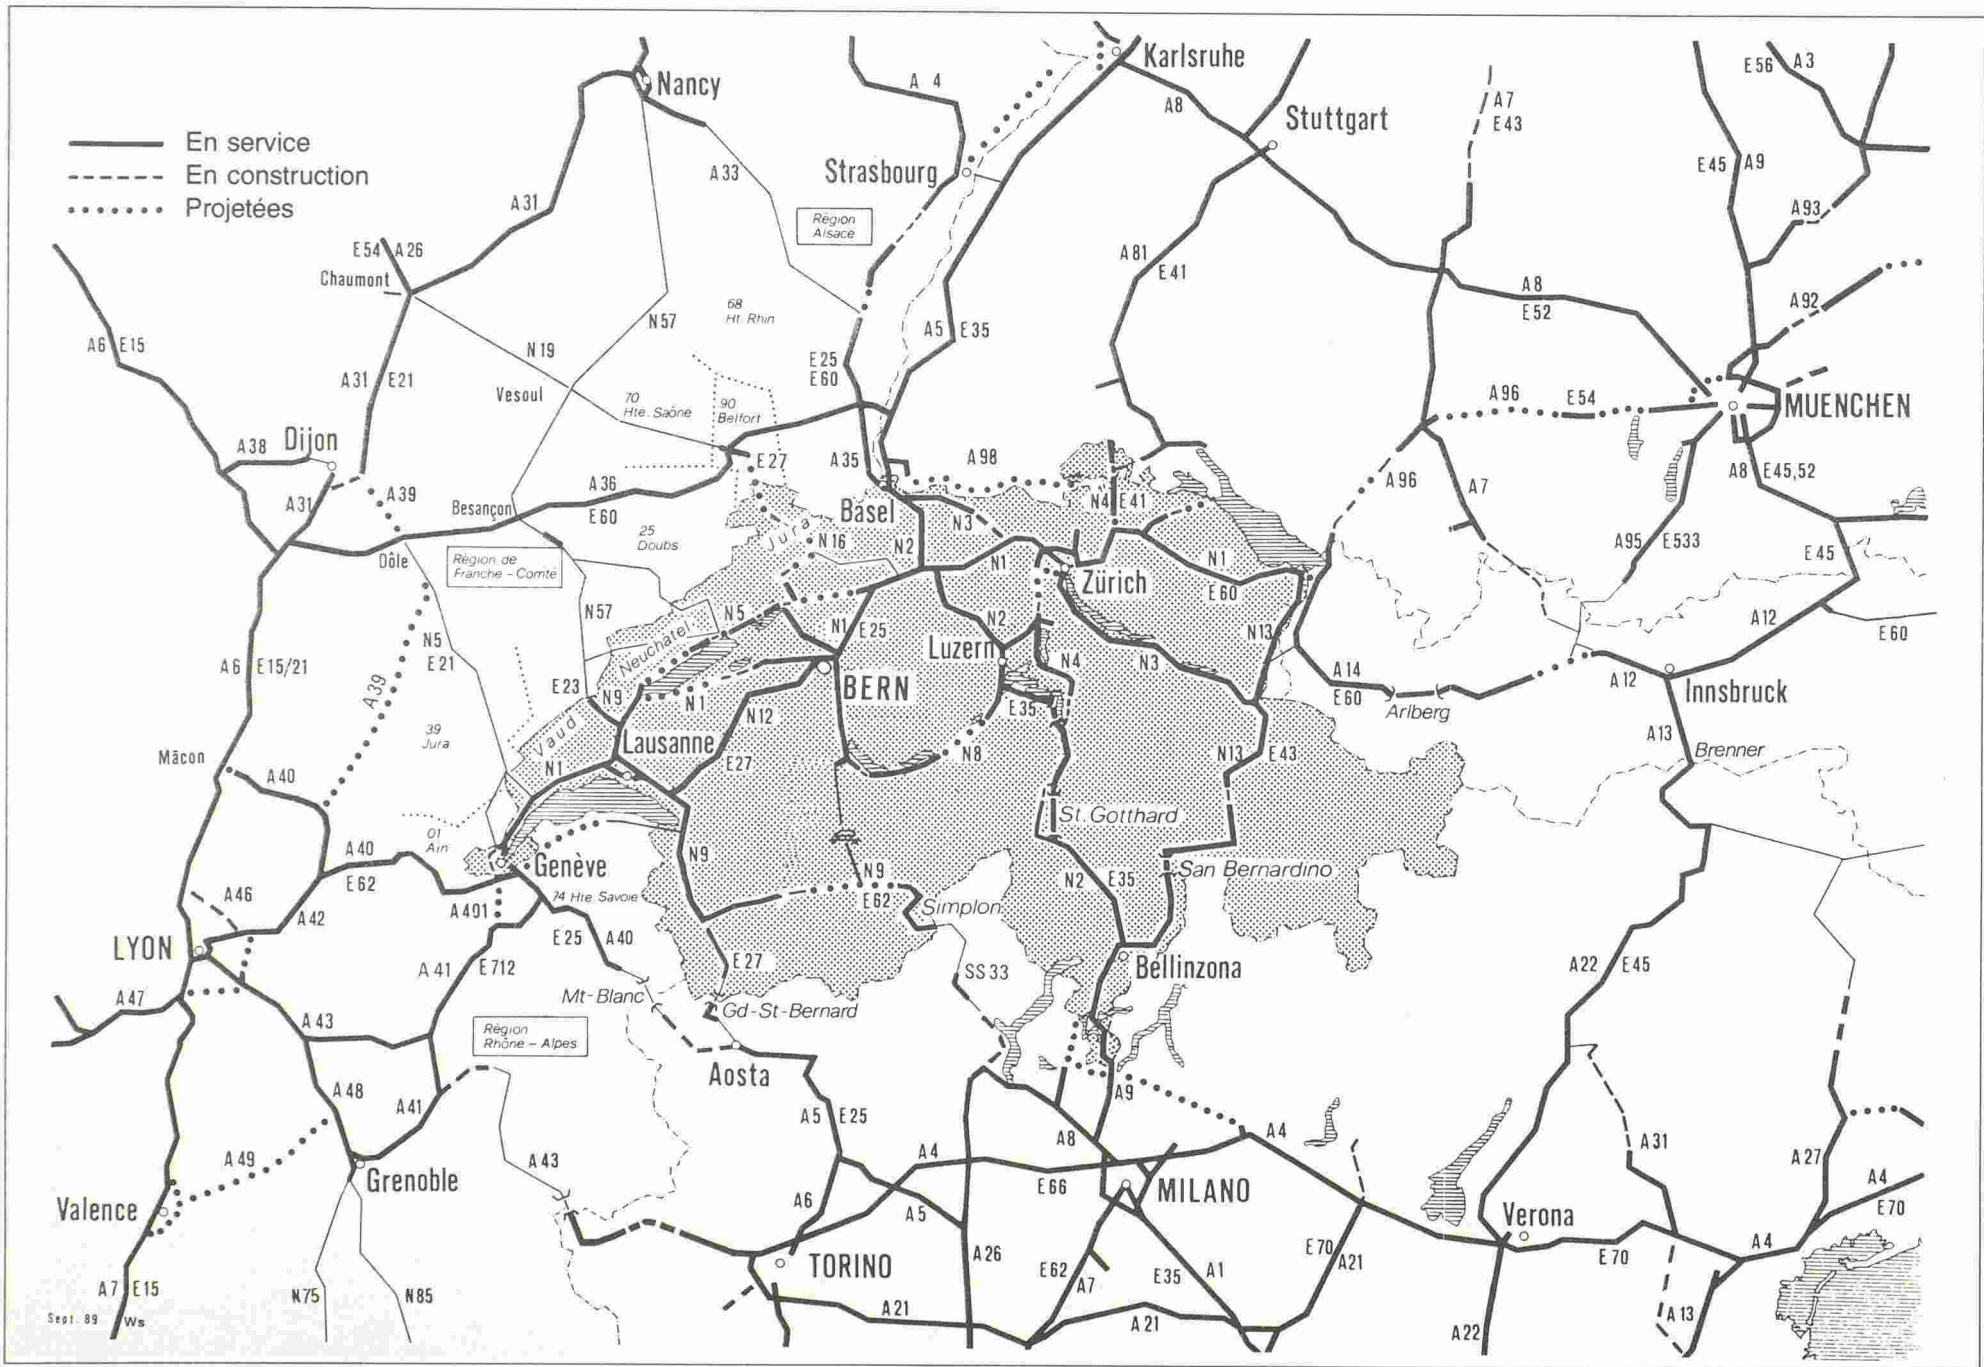 Karlsruhe
Nancy
A 4
A8
Stuttgart
A7
E43
E56
A3
En service
En construction
Projetées
A33
Strasbourg
E45
A9
A31
Région
Alsace
A93
E54
A26
Chaumont
A81
E41
A8
E52
A92
68
Ht. Rhin
N57
A5
E35
A6
E15
N19
A31
E21
Vesoul
E25
E60
70
Hte. Saône
90
Belfort
A96
E54
MUENCHEN
Dijon
A38
E27
A35
A98
A8
E45,52
A31
A39
A36
E60
Besançon
Basel
N3
N4
E41
A96
A7
25
Doubs
Jura
N16
N2
N1
Zürich
N1
E60
A95
E533
E45
Dôle
Région de
Franche-Comté
N57
N5
Neuchâtel
N1
E25
N2
Luzern
N13
A12
E60
N5
E21
A6
E15/21
A39
E23
N9
N1
BERN
N4
N3
A14
E60
Arlberg
A12
Innsbruck
N12
E35
39
Jura
Vaud
Lausanne
E27
N8
N13
E43
A13
Brenner
Mâcon
A40
N1
St. Gotthard
01
Ain
A40
E62
Genève
N9
N9
E62
N2
E35
San Bernardino
A46
A42
A401
74 Hte Savoie
Simplon
LYON
E25
A40
E27
SS33
Bellinzona
A22
E45
A41
E712
A47
Mt-Blanc
Gd-St-Bernard
A43
Région
Rhône-Alpes
Aosta
A9
A48
A41
A5
E25
A8
A4
A4
A31
A27
A49
Grenoble
A43
E66
MILANO
A4
E70
Valence
A6
A5
Verona
TORINO
A26
E62
A7
E35
A1
E70
A21
E70
A4
A7
E15
N75
N85
A21
A21
A22
A13
Sept. 89
Ws